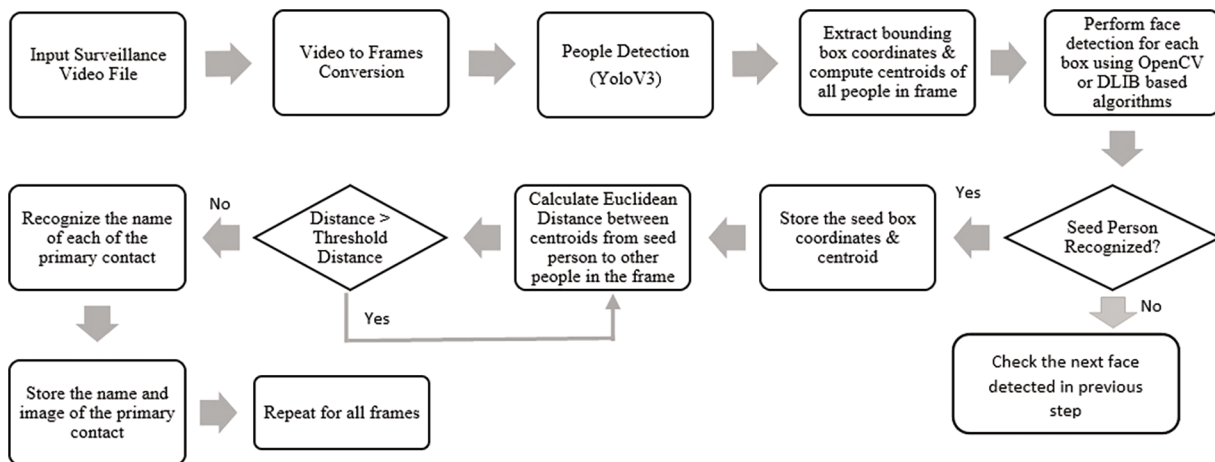 Input Surveillance
Video File
Video to Frames
Conversion
People Detection
(YoloV3)
Extract bounding
box coordinates &
compute centroids of
all people in frame
Perform face
detection for each
box using OpenCV
or DLIB based
algorithms
Seed Person
Recognized?
Yes
No
Check the next face
detected in previous
step
Store the seed box
coordinates &
centroid
Calculate Euclidean
Distance between
centroids from seed
person to other
people in the frame
Distance >
Threshold
Distance
Yes
No
Recognize the name
of each of the
primary contact
Store the name and
image of the primary
contact
Repeat for all frames